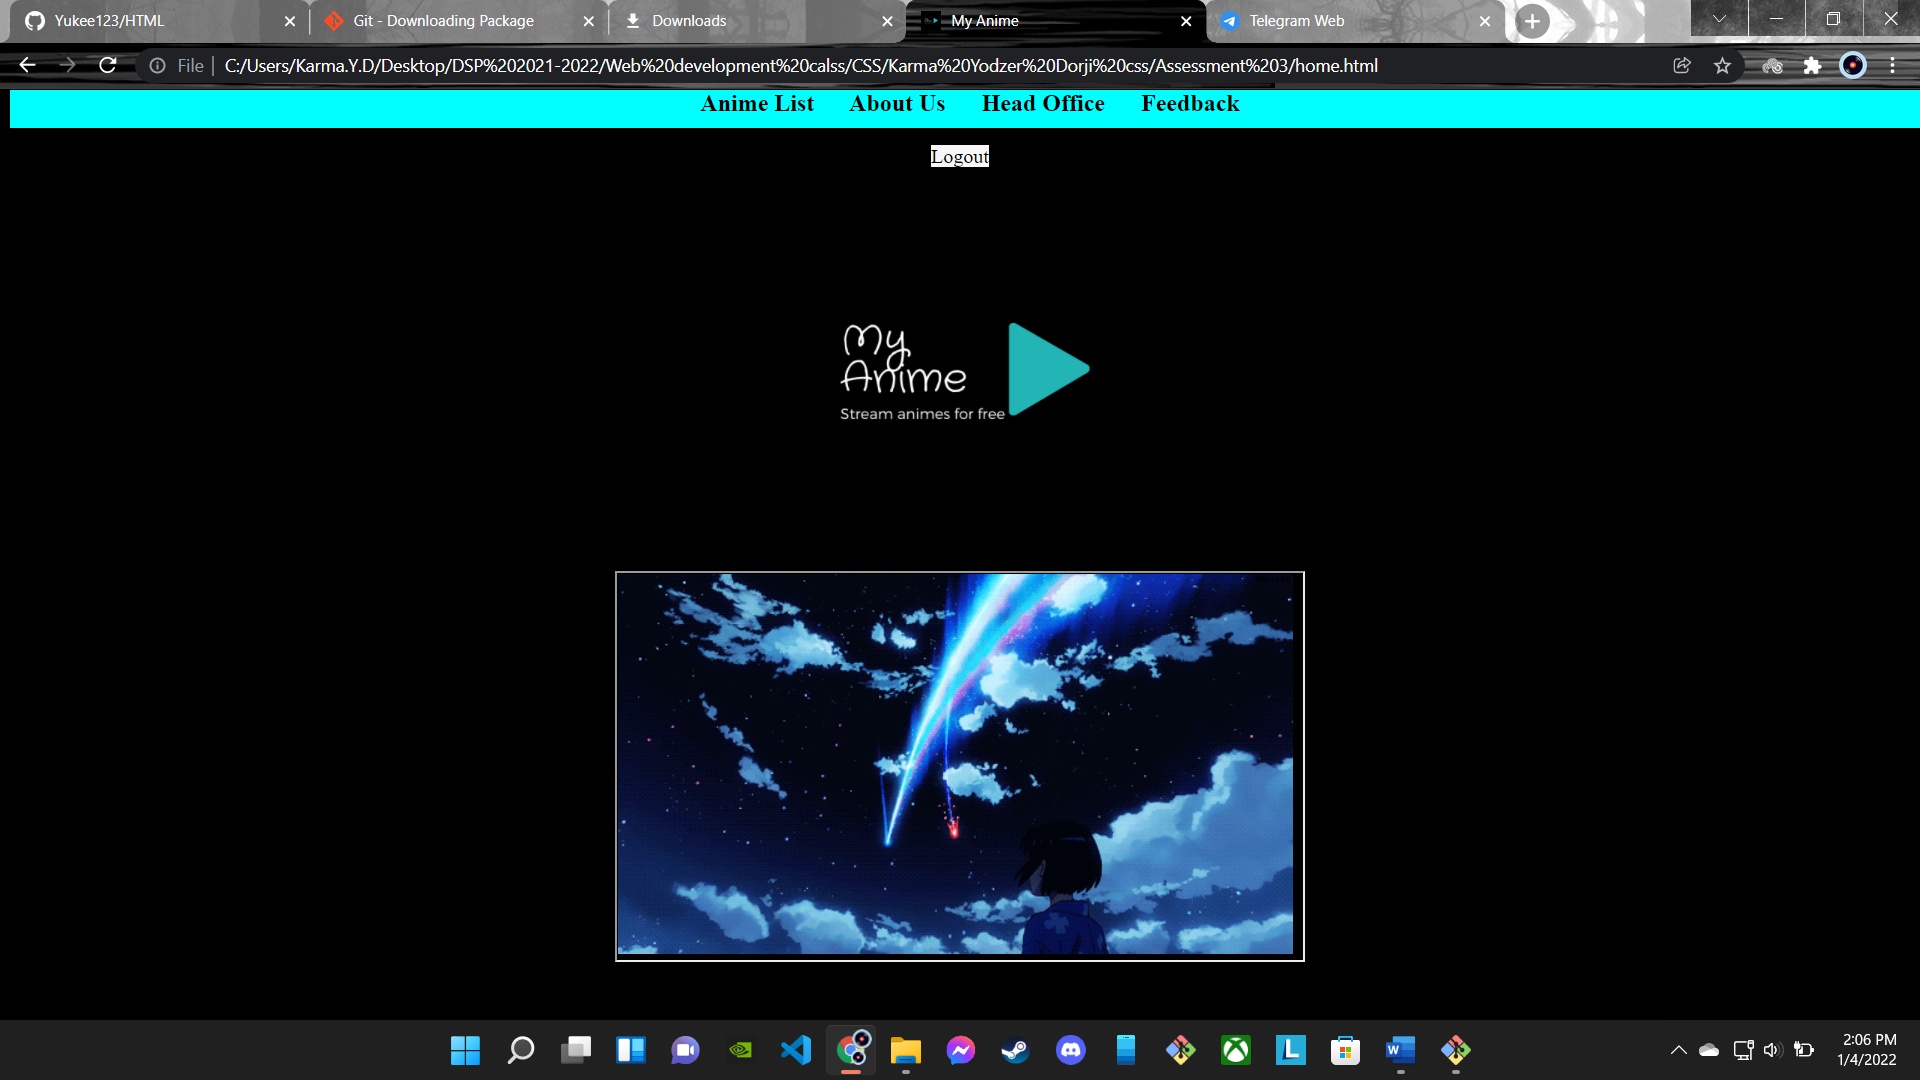 Yukee123/HTML
Git - Downloading Package
Downloads
My Anime
Telegram Web
File
C:/Users/Karma.Y.D/Desktop/DSP%202021-2022/Web%20development%20calss/CSS/Karma%20Yodzer%20Dorji%20css/Assessment%203/home.html
Anime List About Us Head Office Feedback
Logout
My
Anime
Stream animes for free
2:06 PM
1/4/2022